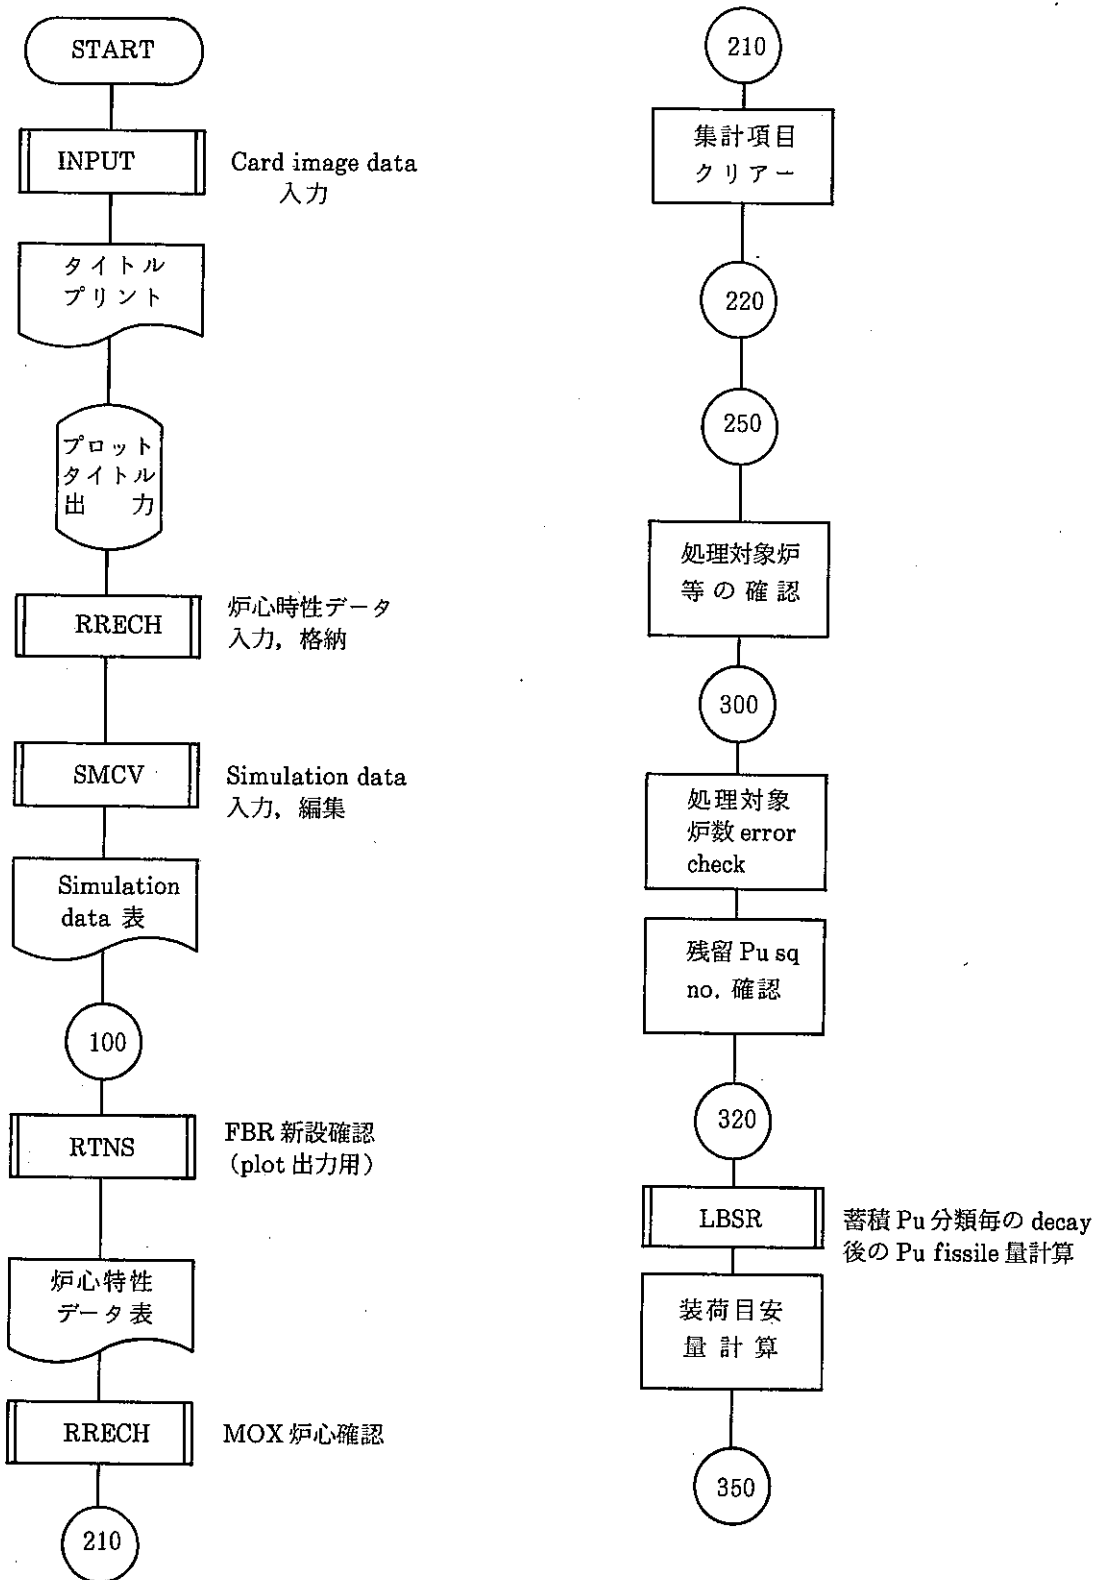 START
INPUT
Card image data
入力
タイトル
プリント
プロット
タイトル
出 力
RRECH
炉心時性データ
入力, 格納
SMCV
Simulation data
入力, 編集
Simulation
data 表
100
RTNS
FBR 新設確認
(plot 出力用)
炉心特性
データ表
RRECH
MOX 炉心確認
210
210
集計項目
クリアー
220
250
処理対象炉
等の確認
300
処理対象
炉数 error
check
残留 Pu sq
no. 確認
320
LBSR
蓄積 Pu 分類毎の decay
後の Pu fissile 量計算
装荷目安
量計算
350